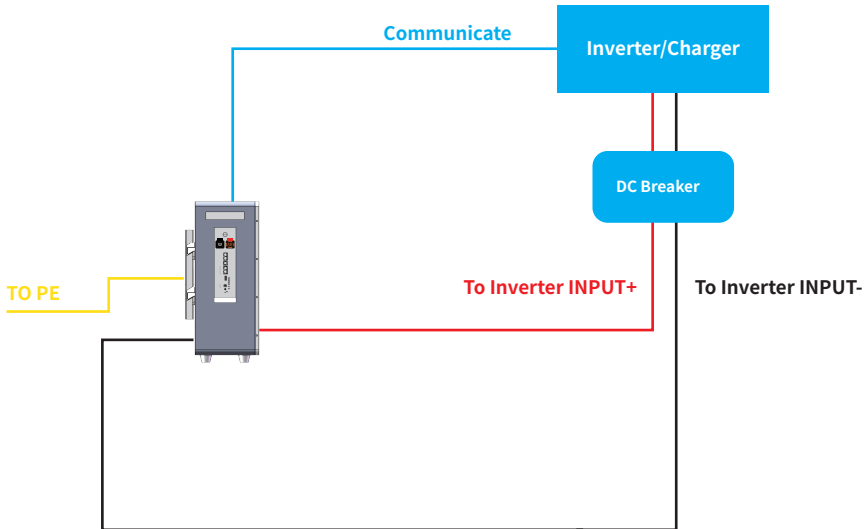 Communicate
Inverter/Charger
DC Breaker
TO PE
To Inverter INPUT+
To Inverter INPUT-